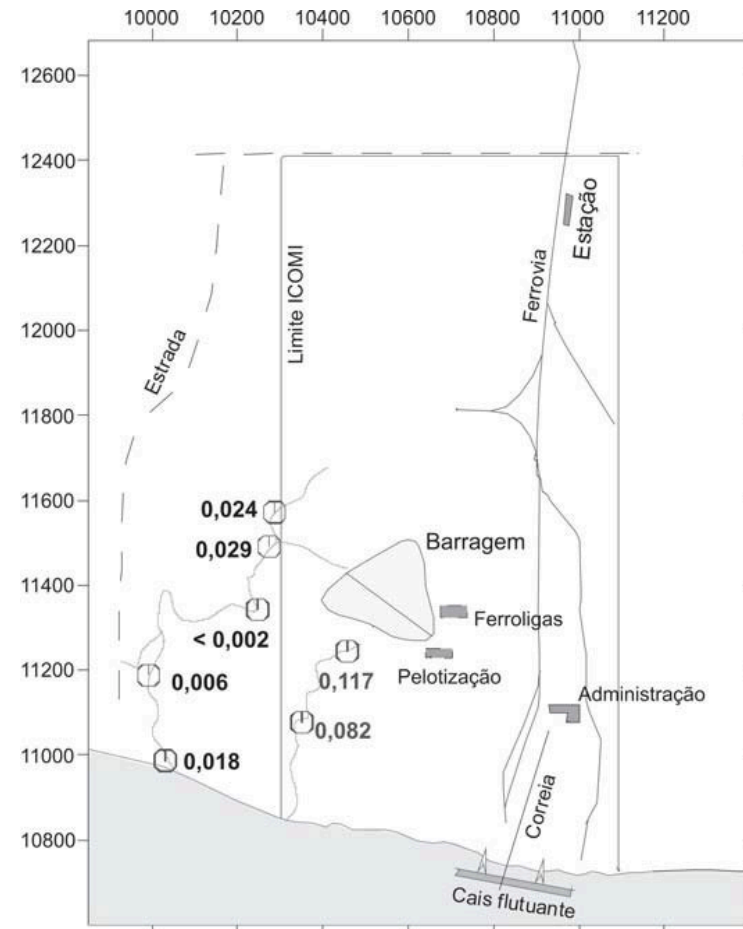 10000 10200 10400 10600 10800 11000 11200
12600
12400
12200
12000
11800
11600
11400
11200
11000
10800
Estação
Ferrovia
Limite ICOMI
Estrada
0,024
0,029
Barragem
Ferroligas
< 0,002
0,006
0,117
Pelotização
Administração
0,082
0,018
Correia
Cais flutuante